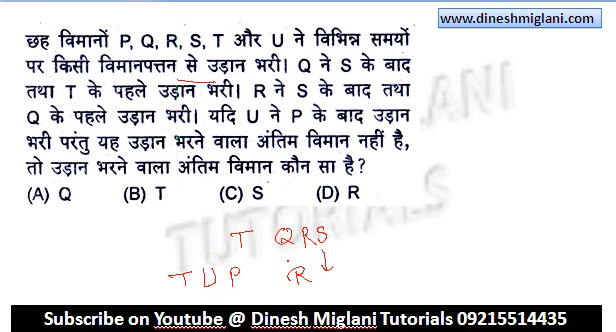 www.dineshmiglani.com
छह विमानों P, Q, R, S, T और U ने विभिन्न समयों
पर किसी विमानपत्तन से उड़ान भरी। Q ने S के बाद
तथा T के पहले उड़ान भरी। R ने S के बाद तथा
Q के पहले उड़ान भरी। यदि U ने P के बाद उड़ान
भरी परंतु यह उड़ान भरने वाला अंतिम विमान नहीं है,
तो उड़ान भरने वाला अंतिम विमान कौन सा है?
(A) Q (B) T (C) S (D) R
T QRS
T U P R
TUTORIALS
Subscribe on Youtube @ Dinesh Miglani Tutorials 09215514435